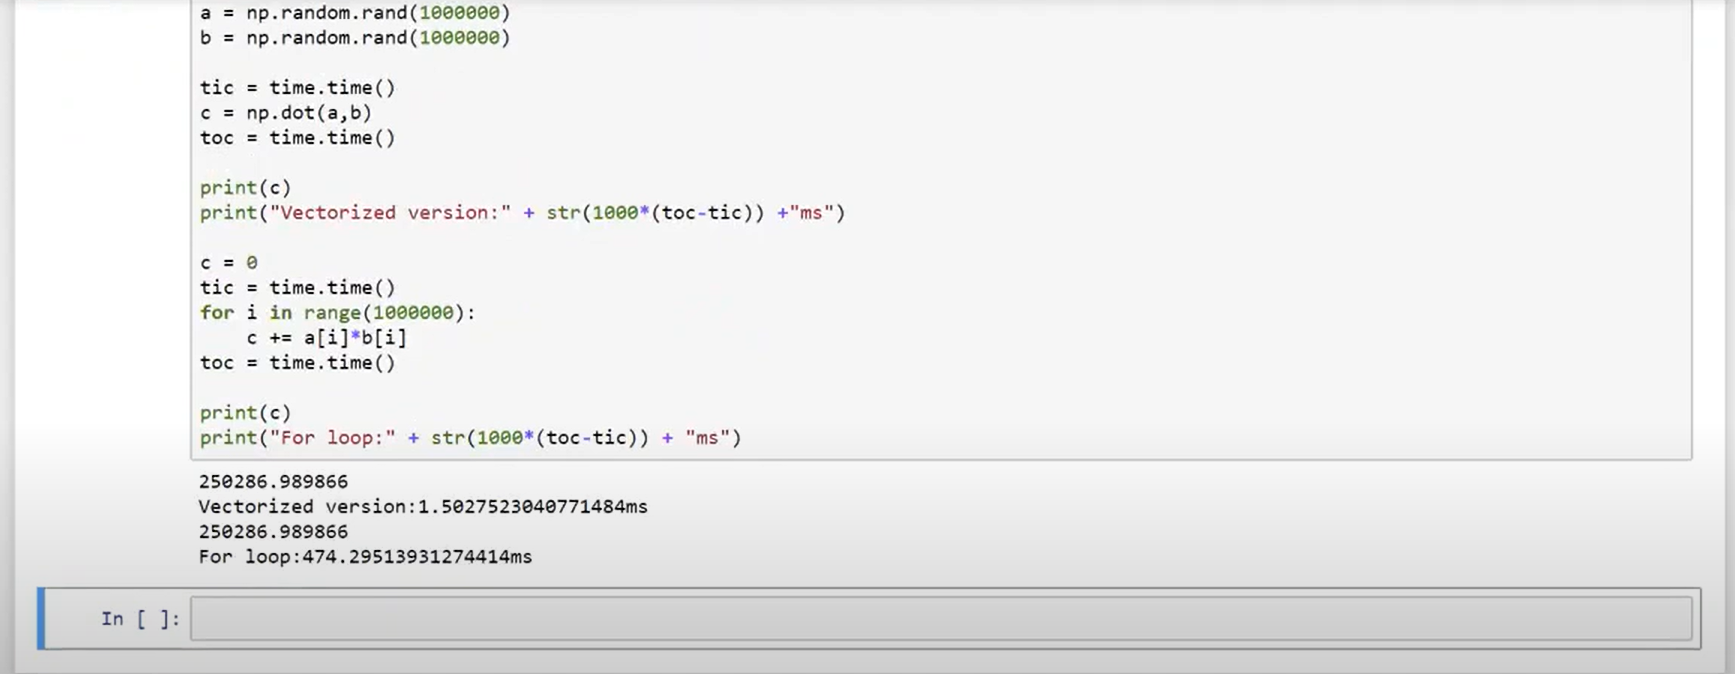 a = np.random.rand(1000000)
b = np.random.rand(1000000)
tic = time.time()
c = np.dot(a,b)
toc = time.time()
print(c)
print("Vectorized version:" + str(1000*(toc-tic)) +"ms")
c = 0
tic = time.time()
for i in range(1000000):
    c += a[i]*b[i]
toc = time.time()
print(c)
print("For loop:" + str(1000*(toc-tic)) + "ms")
250286.989866
Vectorized version:1.5027523040771484ms
250286.989866
For loop:474.29513931274414ms
In [ ]: